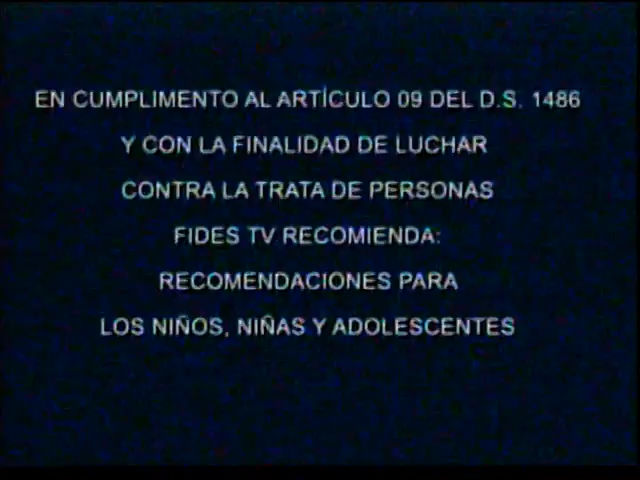 EN CUMPLIMENTO AL ARTÍCULO 09 DEL D.S. 1486
Y CON LA FINALIDAD DE LUCHAR
CONTRA LA TRATA DE PERSONAS
FIDES TV RECOMIENDA:
RECOMENDACIONES PARA
LOS NIÑOS, NIÑAS Y ADOLESCENTES